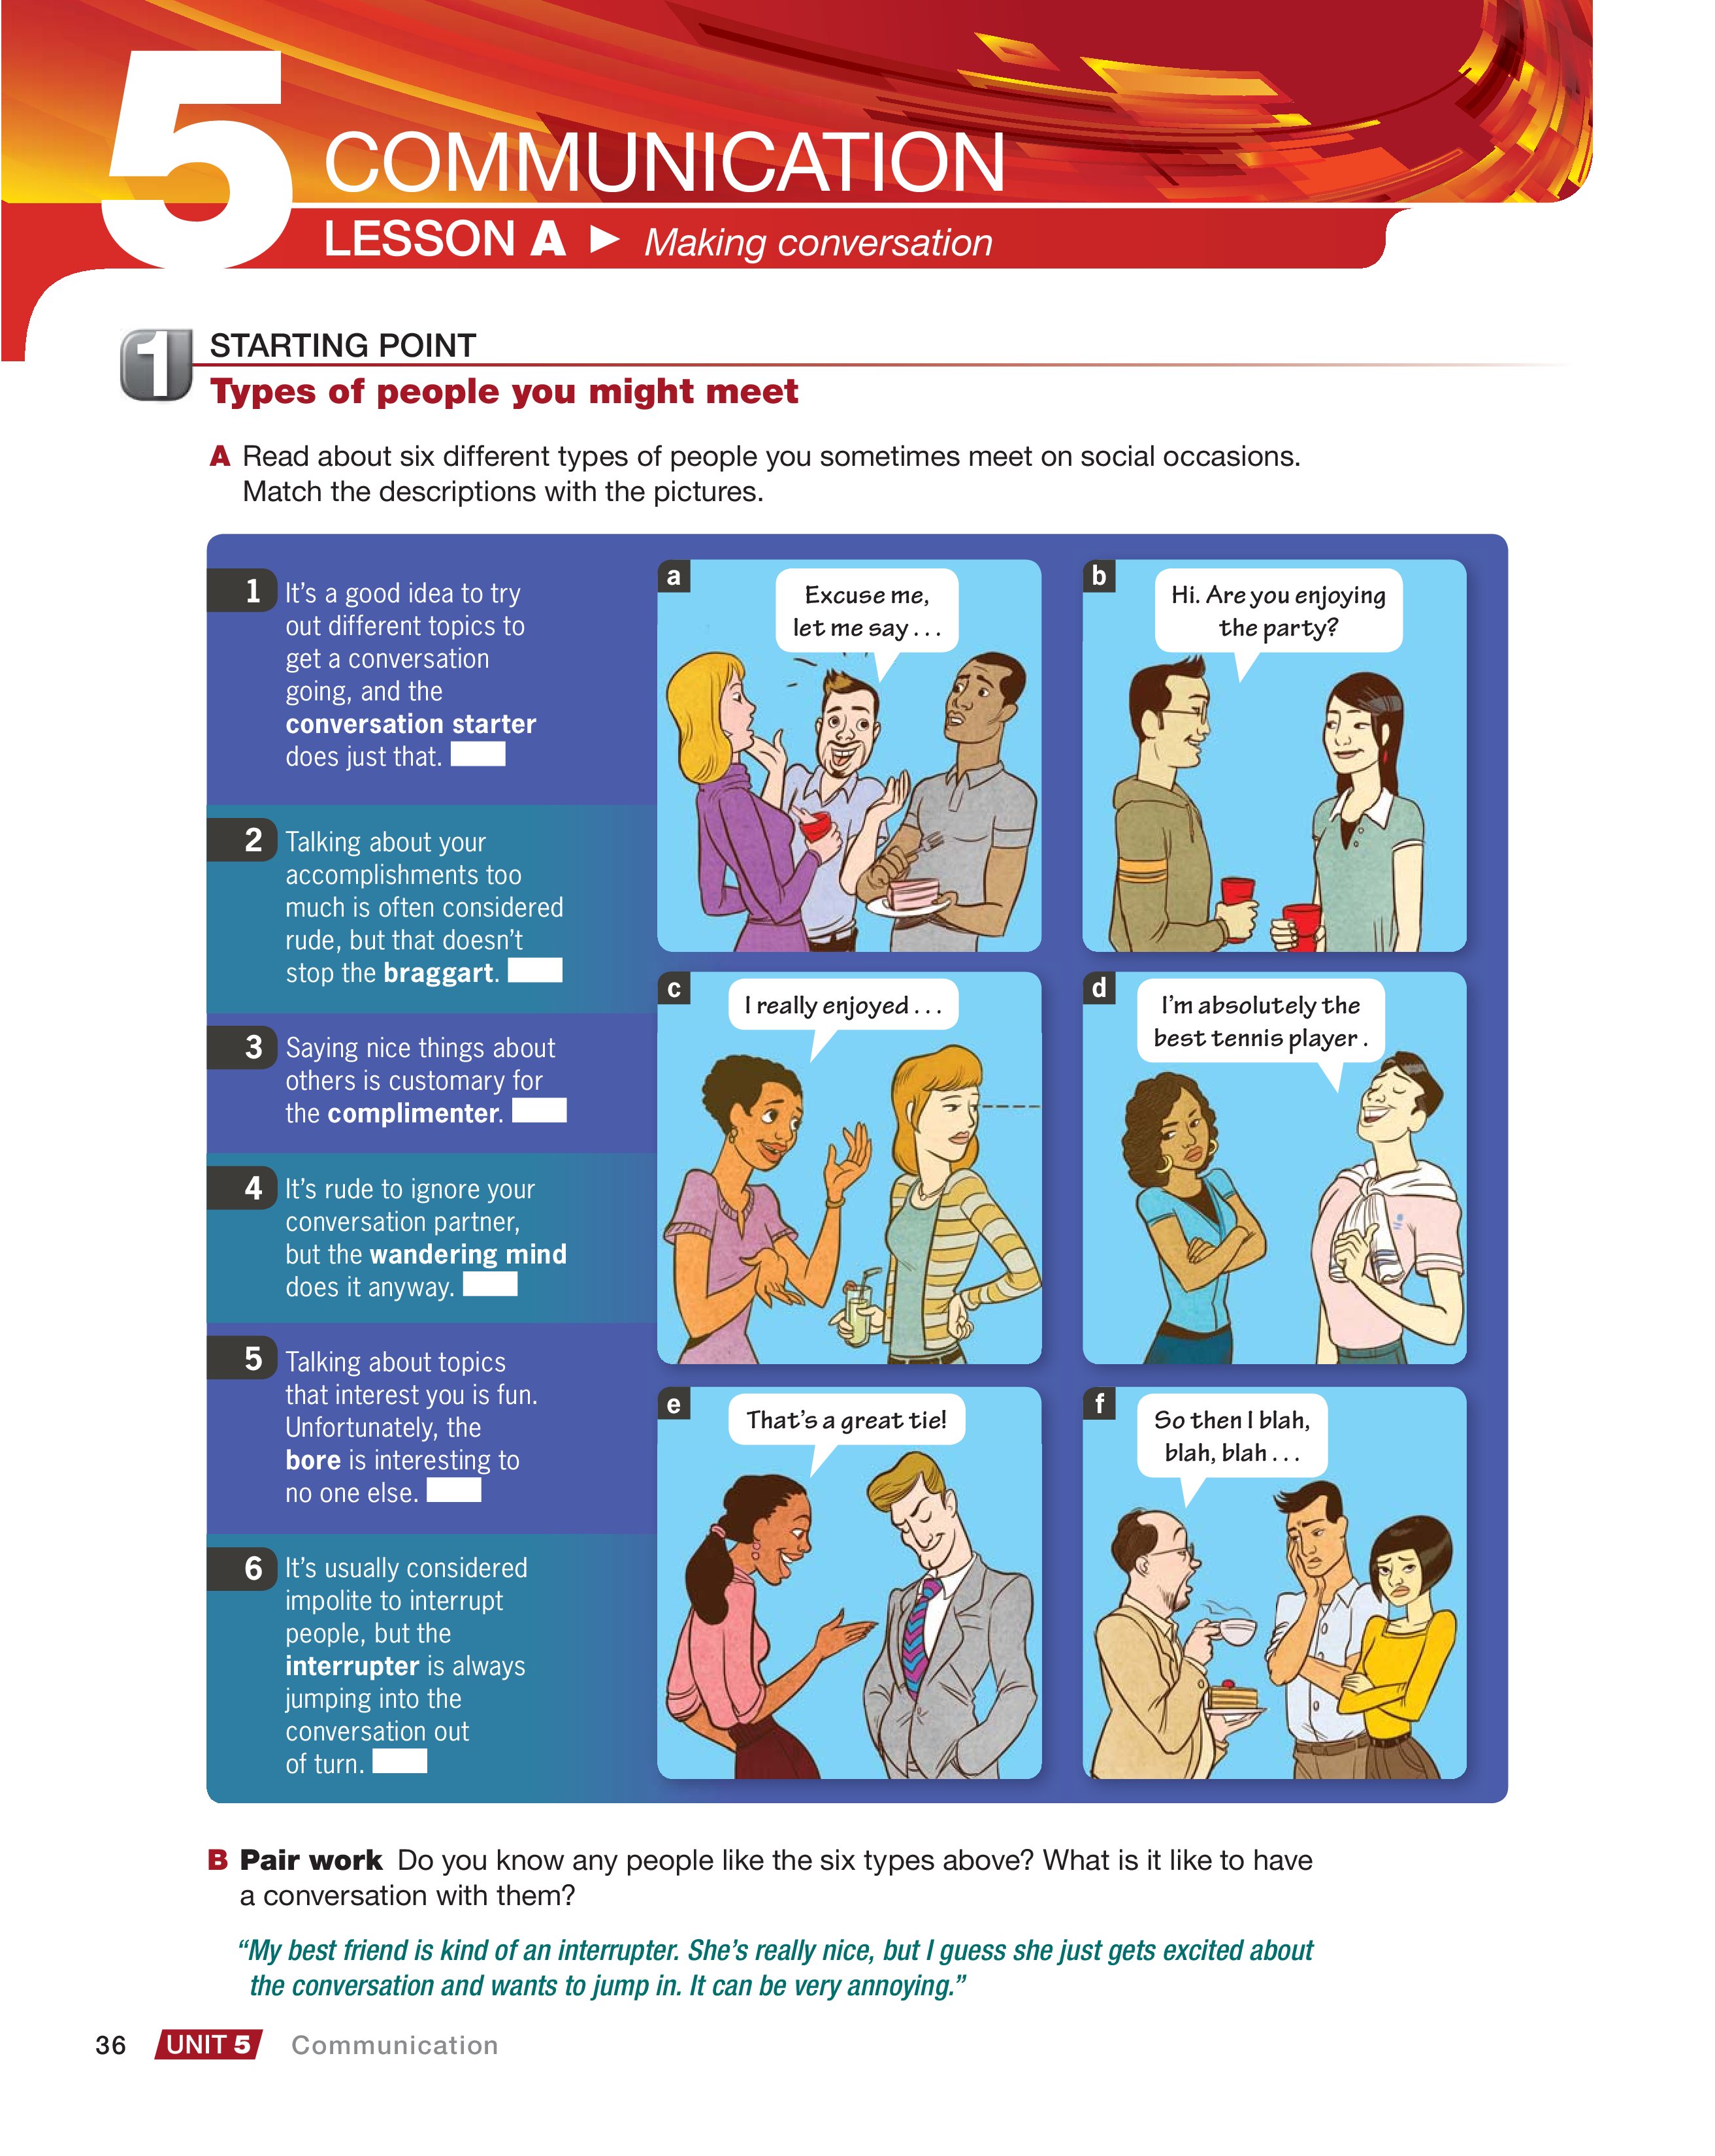 5
COMMUNICATION
LESSON A ▶ Making conversation
1
STARTING POINT
Types of people you might meet
A Read about six different types of people you sometimes meet on social occasions.
Match the descriptions with the pictures.
1 It's a good idea to try
out different topics to
get a conversation
going, and the
conversation starter
does just that.
2 Talking about your
accomplishments too
much is often considered
rude, but that doesn't
stop the braggart.
3 Saying nice things about
others is customary for
the complimenter.
4 It's rude to ignore your
conversation partner,
but the wandering mind
does it anyway.
5 Talking about topics
that interest you is fun.
Unfortunately, the
bore is interesting to
no one else.
6 It's usually considered
impolite to interrupt
people, but the
interrupter is always
jumping into the
conversation out
of turn.
a
Excuse me,
let me say . . .
b
Hi. Are you enjoying
the party?
c
I really enjoyed . . .
d
I'm absolutely the
best tennis player .
e
That's a great tie!
f
So then I blah,
blah, blah . . .
B Pair work Do you know any people like the six types above? What is it like to have
a conversation with them?
“My best friend is kind of an interrupter. She's really nice, but I guess she just gets excited about
the conversation and wants to jump in. It can be very annoying.”
36 UNIT 5 Communication